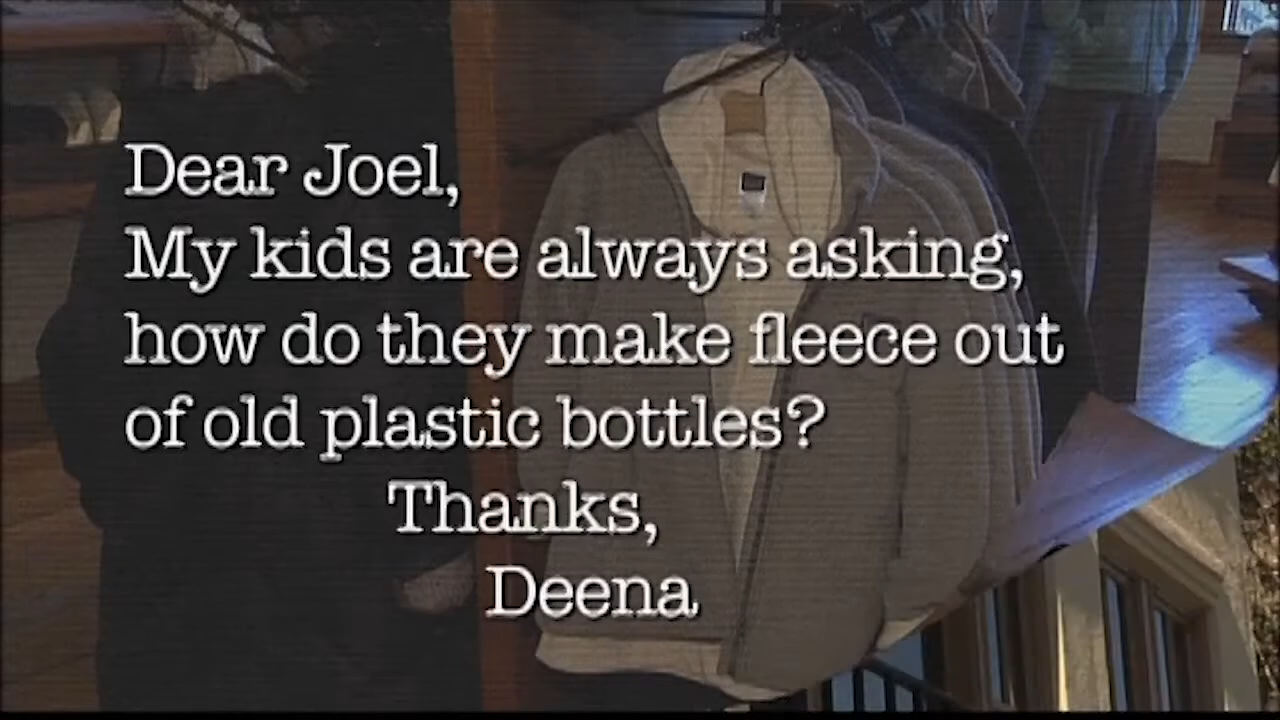 Dear Joel,
My kids are always asking,
how do they make fleece out
of old plastic bottles?
Thanks,
Deena